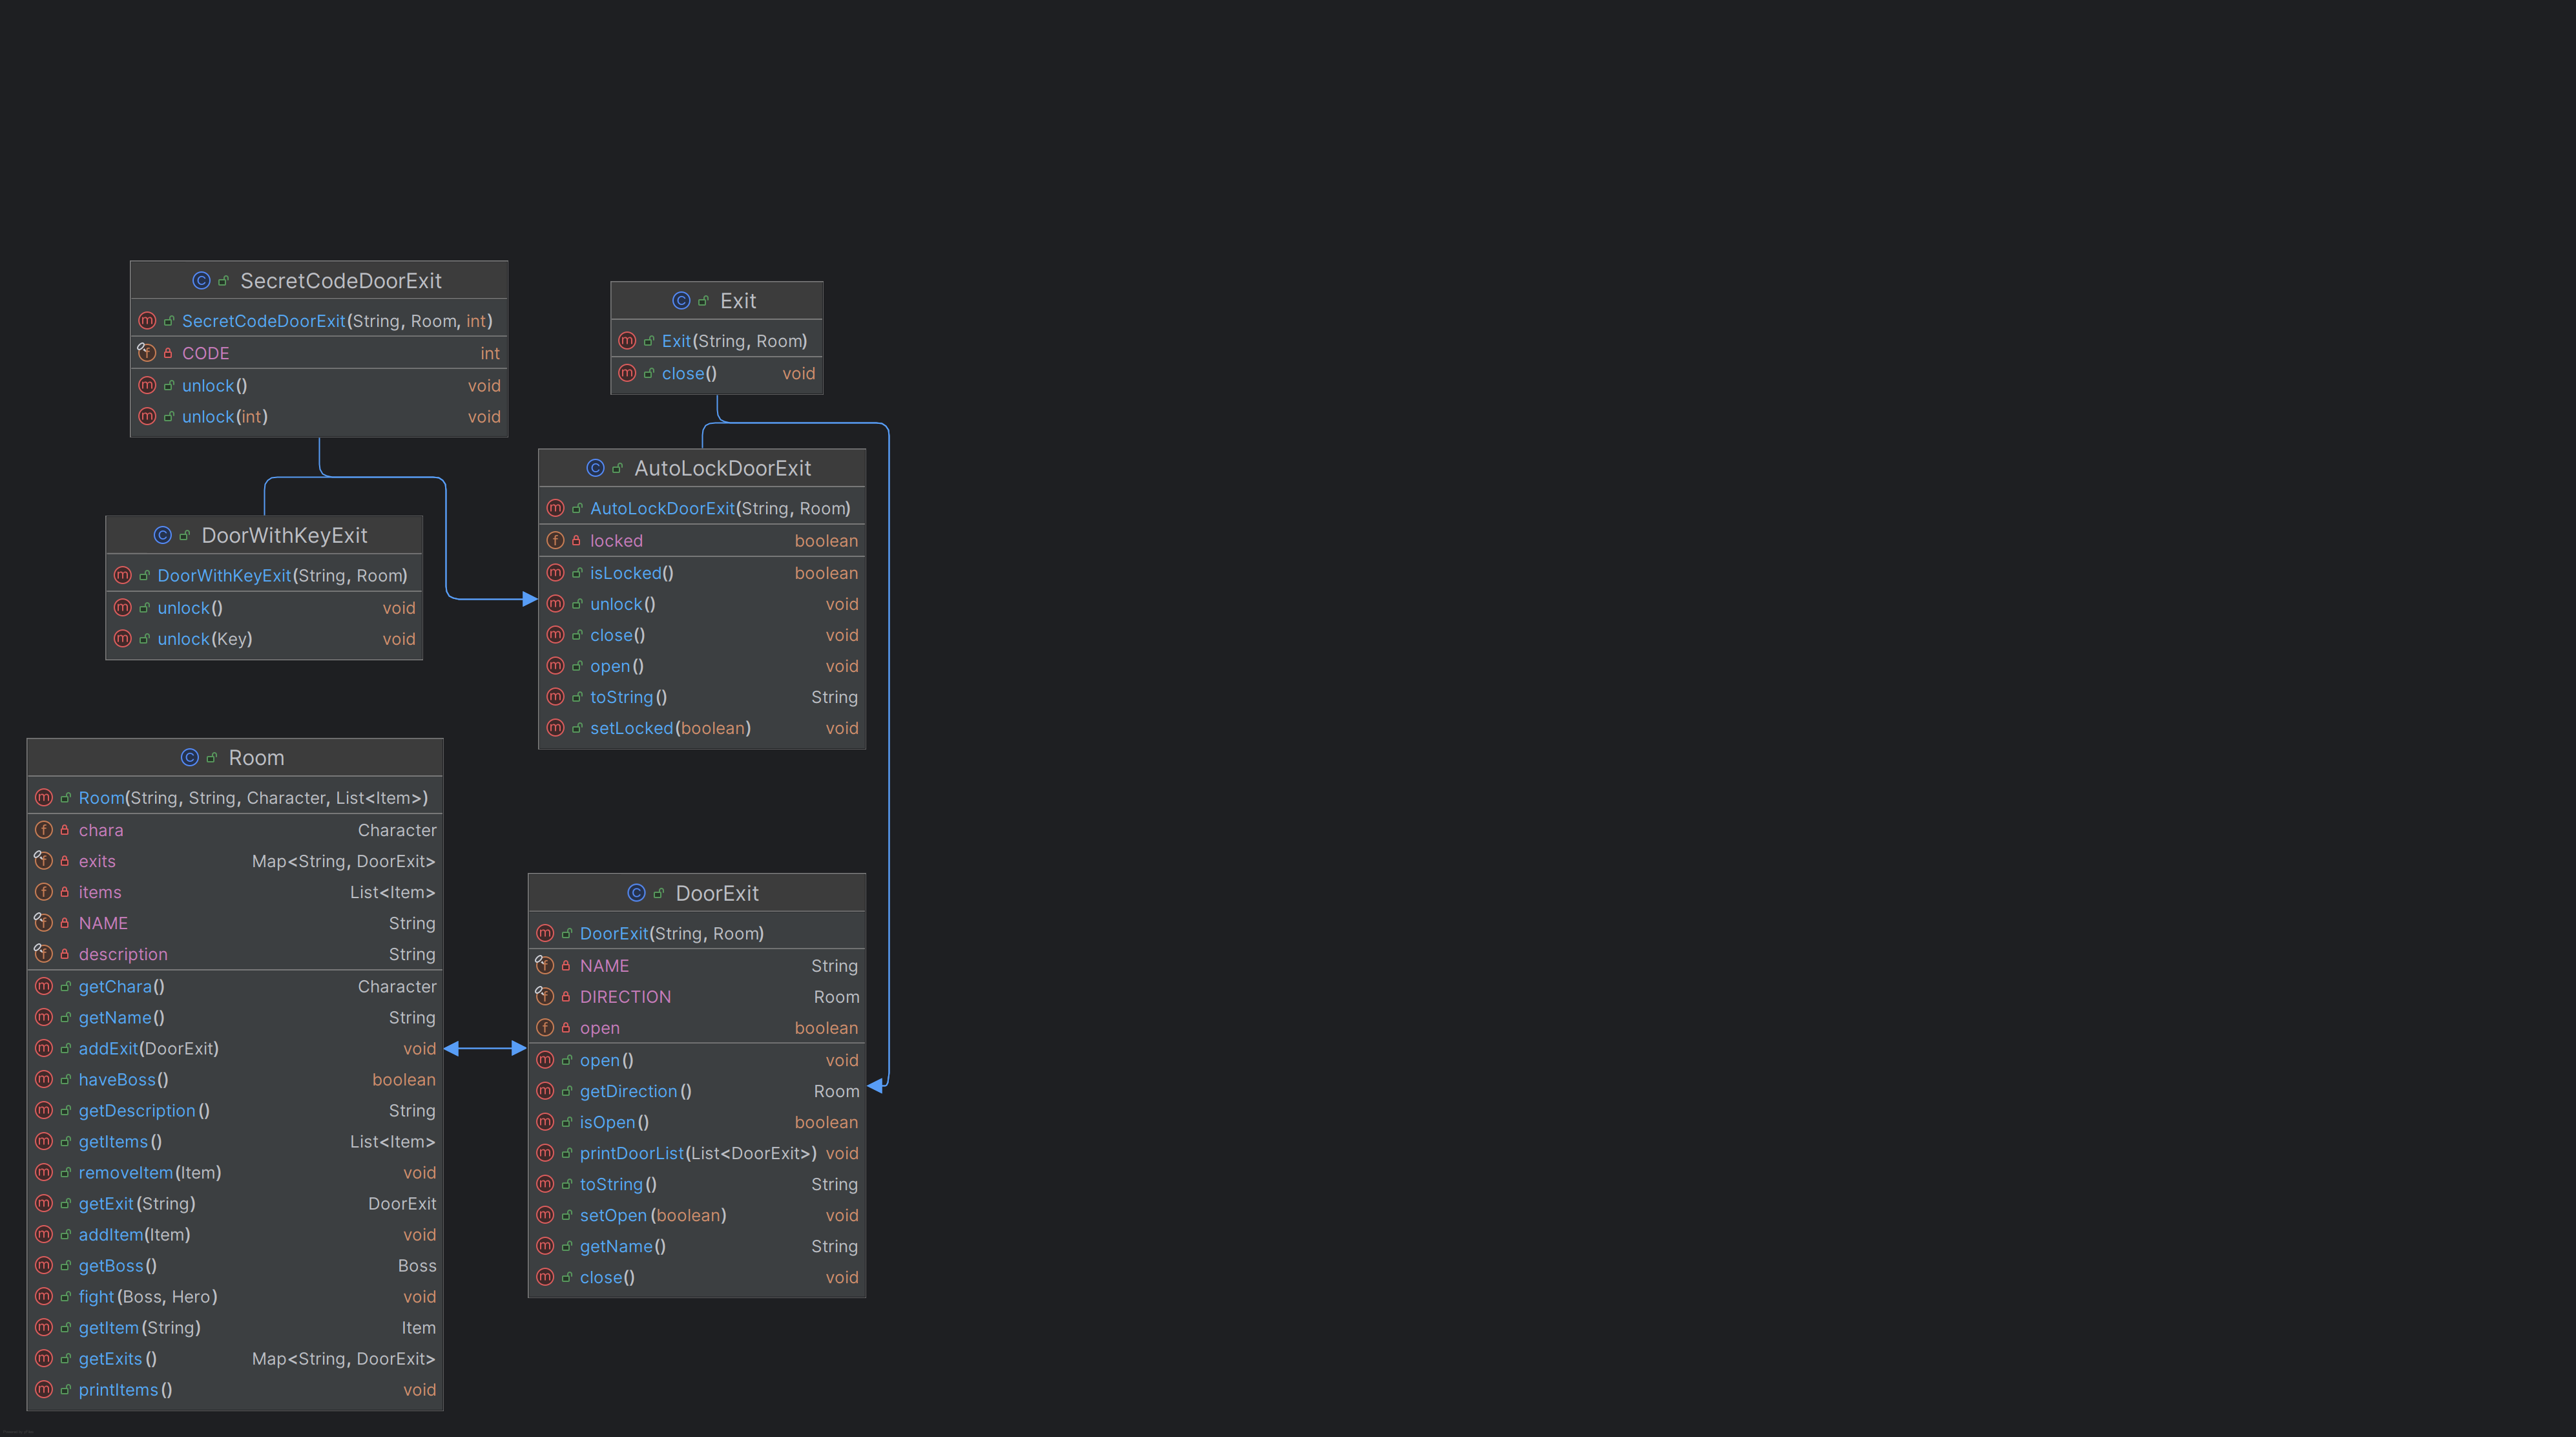 SecretCodeDoorExit
SecretCodeDoorExit(String, Room, int)
CODE int
unlock() void
unlock(int) void
Exit
Exit(String, Room)
close() void
DoorWithKeyExit
DoorWithKeyExit(String, Room)
unlock() void
unlock(Key) void
AutoLockDoorExit
AutoLockDoorExit(String, Room)
locked boolean
isLocked() boolean
unlock() void
close() void
open() void
toString() String
setLocked(boolean) void
Room
Room(String, String, Character, List<Item>)
chara Character
exits Map<String, DoorExit>
items List<Item>
NAME String
description String
getChara() Character
getName() String
addExit(DoorExit) void
haveBoss() boolean
getDescription() String
getItems() List<Item>
removeItem(Item) void
getExit(String) DoorExit
addItem(Item) void
getBoss() Boss
fight(Boss, Hero) void
getItem(String) Item
getExits() Map<String, DoorExit>
printItems() void
DoorExit
DoorExit(String, Room)
NAME String
DIRECTION Room
open boolean
open() void
getDirection() Room
isOpen() boolean
printDoorList(List<DoorExit>) void
toString() String
setOpen(boolean) void
getName() String
close() void